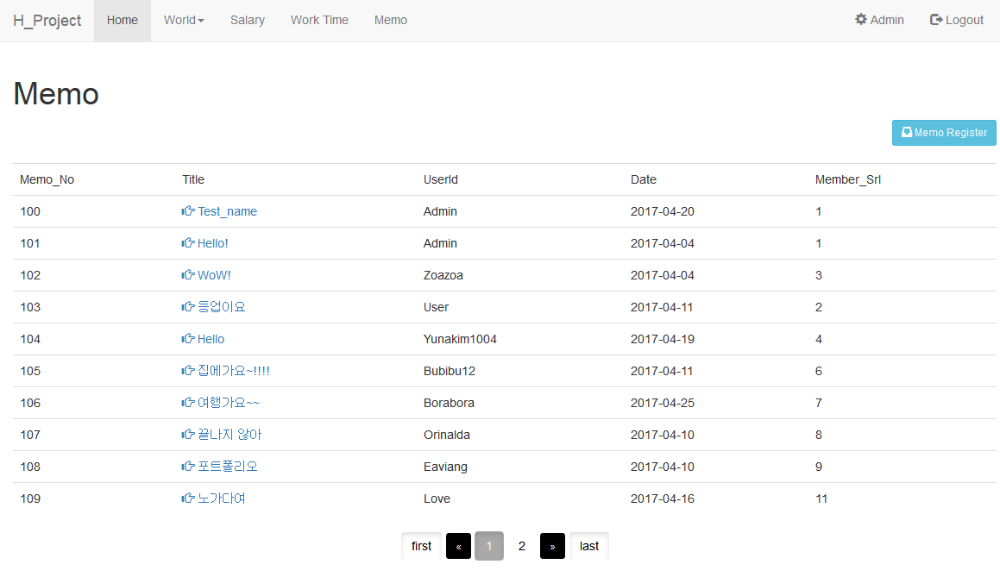 H_Project Home World Salary Work Time Memo Admin Logout
Memo
Memo Register
Memo_No Title UserId Date Member_Srl
100 Test_name Admin 2017-04-20 1
101 Hello! Admin 2017-04-04 1
102 WoW! Zoazoa 2017-04-04 3
103 등업이요 User 2017-04-11 2
104 Hello Yunakim1004 2017-04-19 4
105 집에가요~!!!! Bubibu12 2017-04-11 6
106 여행가요~~ Borabora 2017-04-25 7
107 끝나지 않아 Orinalda 2017-04-10 8
108 포트폴리오 Eaviang 2017-04-10 9
109 노가다여 Love 2017-04-16 11
first « 1 2 » last